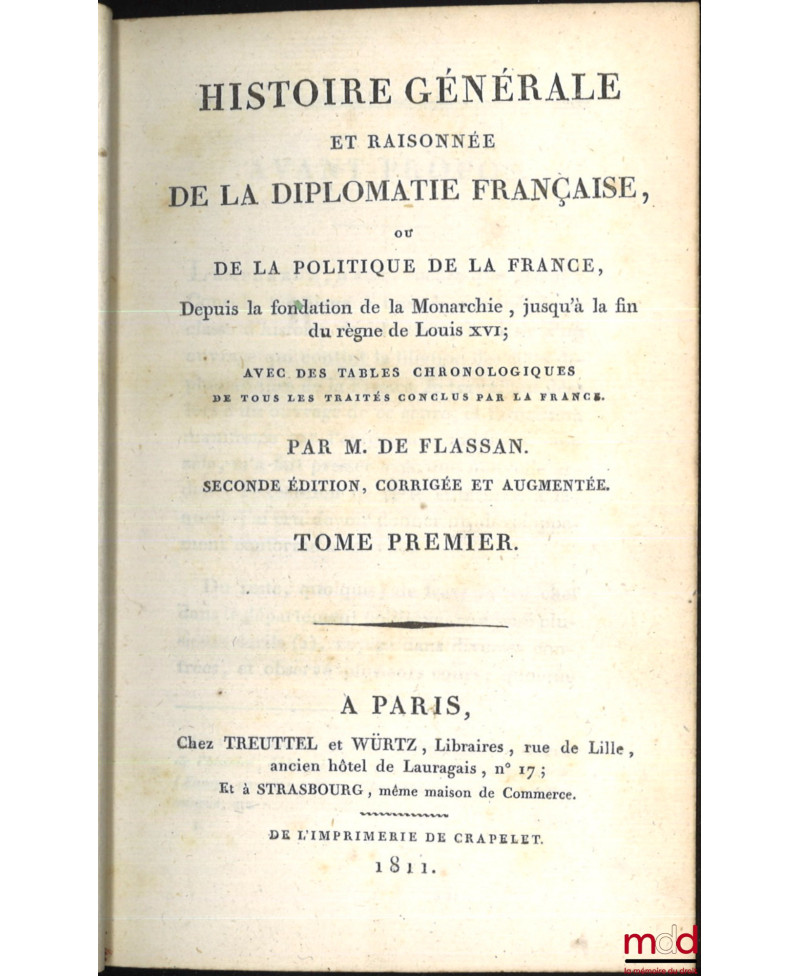 HISTOIRE GÉNÉRALE
ET RAISONNÉE
DE LA DIPLOMATIE FRANÇAISE,
OU
DE LA POLITIQUE DE LA FRANCE,
Depuis la fondation de la Monarchie, jusqu'à la fin
du règne de Louis XVI;
AVEC DES TABLES CHRONOLOGIQUES
DE TOUS LES TRAITÉS CONCLUS PAR LA FRANCE.
PAR M. DE FLASSAN.
SECONDE ÉDITION, CORRIGÉE ET AUGMENTÉE.
TOME PREMIER.
A PARIS,
Chez TREUTTEL et WÜRTZ, Libraires, rue de Lille,
ancien hôtel de Lauragais, n° 17;
Et à STRASBOURG, même maison de Commerce.
DE L'IMPRIMERIE DE CRAPELET.
1811.
mdd
la mémoire du droit